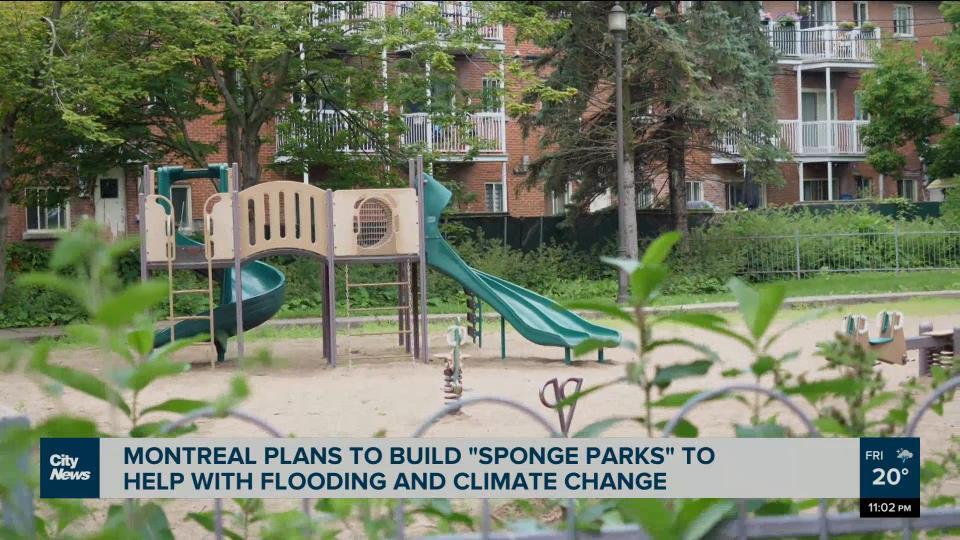 City
News
MONTREAL PLANS TO BUILD "SPONGE PARKS" TO
HELP WITH FLOODING AND CLIMATE CHANGE
FRI
20°
11:02 PM